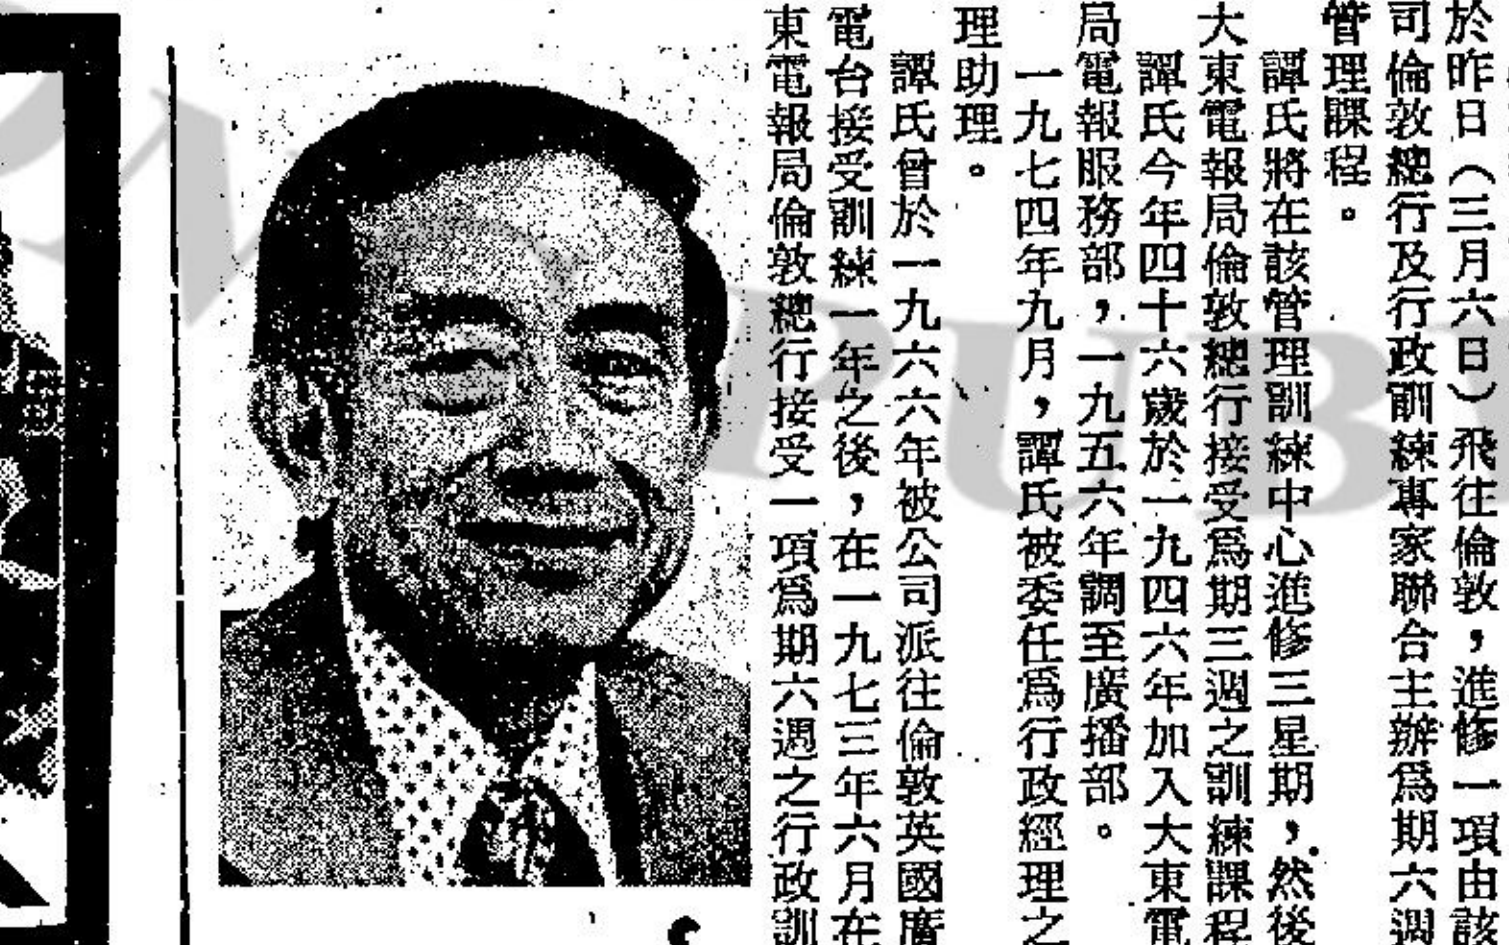 於昨日（三月六日）飛往倫敦，進修一項由該
司倫敦總行及行政訓練專家聯合主辦爲期六週
管理課程。
譚氏將在該管理訓練中心進修三星期，然後
大東電報局倫敦總行接受爲期三週之訓練課程
譚氏今年四十六歲於一九四六年加入大東電
局電報服務部，一九五六年調至廣播部。
一九七四年九月，譚氏被委任爲行政經理之
理助理。
譚氏曾於一九六六年被公司派往倫敦英國廣
電台接受訓練一年之後，在一九七三年六月在
東電報局倫敦總行接受一項爲期六週之行政訓
PUB